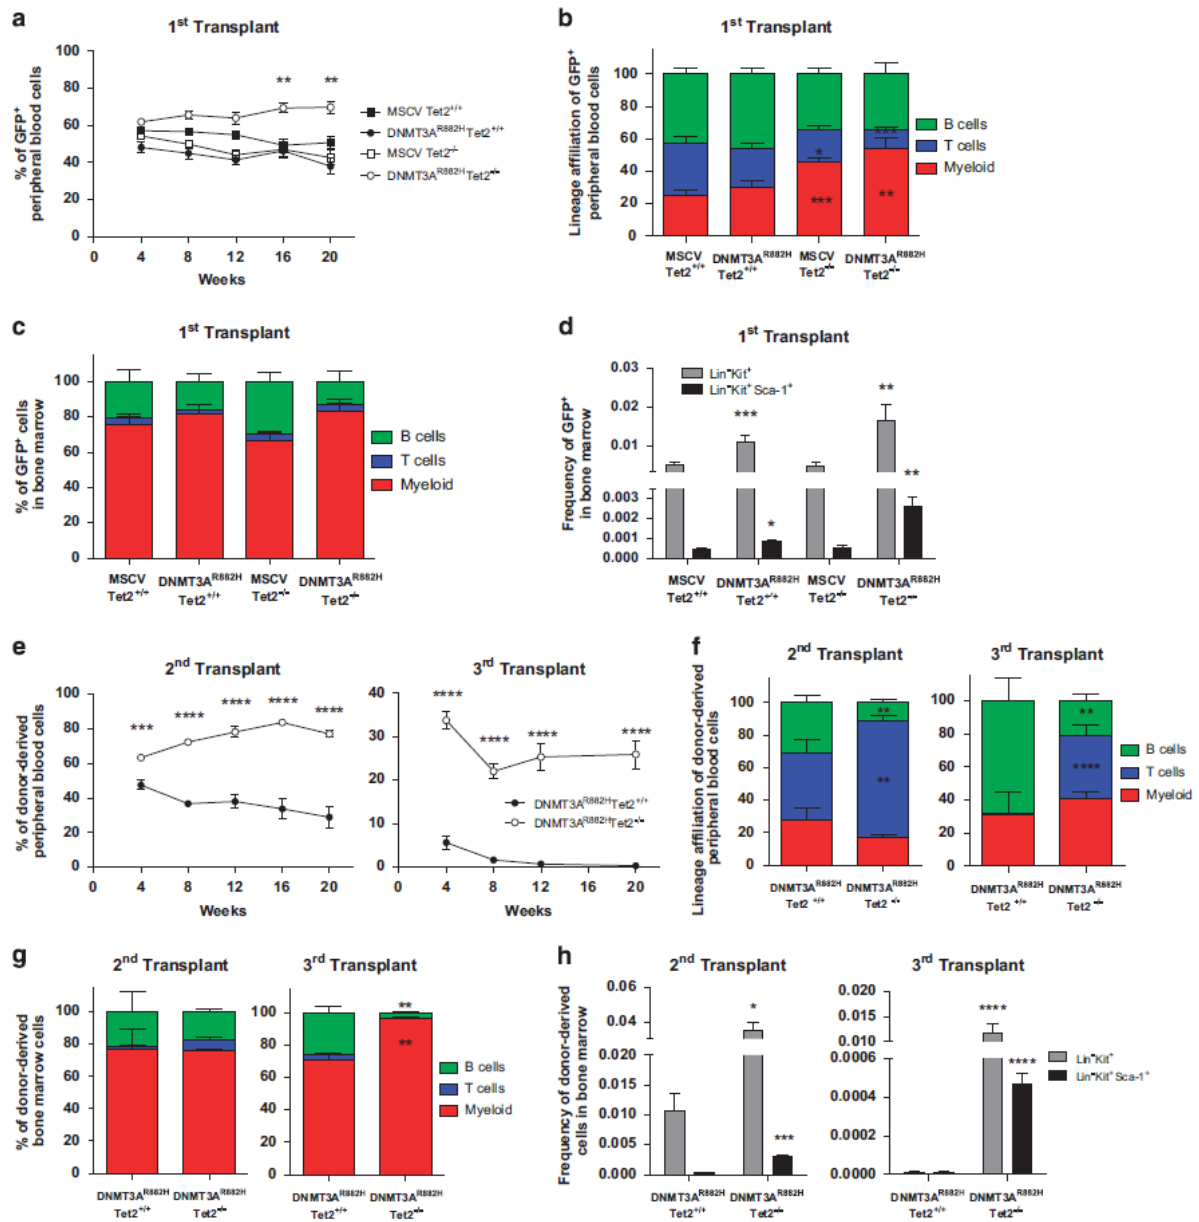 a
1st Transplant
% of GFP+
peripheral blood cells
100
80
60
40
20
0
** **
0 4 8 12 16 20
Weeks
MSCV Tet2+/+
DNMT3AR882HTet2+/+
MSCV Tet2-/-
DNMT3AR882HTet2-/-
b
1st Transplant
Lineage affiliation of GFP+
peripheral blood cells
100
80
60
40
20
0
*
***
****
**
B cells
T cells
Myeloid
MSCV DNMT3AR882H MSCV DNMT3AR882H
Tet2+/+ Tet2+/+ Tet2-/- Tet2-/-
c
1st Transplant
% of GFP+ cells
in bone marrow
100
80
60
40
20
0
B cells
T cells
Myeloid
MSCV DNMT3AR882H MSCV DNMT3AR882H
Tet2+/+ Tet2+/+ Tet2-/- Tet2-/-
d
1st Transplant
Frequency of GFP+
in bone marrow
0.03
0.02
0.01
0.003
0.002
0.001
0.000
Lin-Kit+
Lin-Kit+Sca-1+
***
*
**
**
MSCV DNMT3AR882H MSCV DNMT3AR882H
Tet2+/+ Tet2+/+ Tet2-/- Tet2-/-
e
2nd Transplant
% of donor-derived
peripheral blood cells
100
80
60
40
20
0
*** **** **** **** ****
0 4 8 12 16 20
Weeks
3rd Transplant
40
30
20
10
0
**** **** **** ****
DNMT3AR882HTet2+/+
DNMT3AR882HTet2-/-
0 4 8 12 16 20
Weeks
f
2nd Transplant
Lineage affiliation of donor-derived
peripheral blood cells
100
80
60
40
20
0
**
**
DNMT3AR882H DNMT3AR882H
Tet2 +/+ Tet2 -/-
3rd Transplant
100
80
60
40
20
0
**
****
B cells
T cells
Myeloid
DNMT3AR882H DNMT3AR882H
Tet2 +/+ Tet2 -/-
g
2nd Transplant
% of donor-derived
bone marrow cells
100
80
60
40
20
0
DNMT3AR882H DNMT3AR882H
Tet2+/+ Tet2-/-
3rd Transplant
100
80
60
40
20
0
**
**
B cells
T cells
Myeloid
DNMT3AR882H DNMT3AR882H
Tet2+/+ Tet2-/-
h
2nd Transplant
Frequency of donor-derived
cells in bone marrow
0.06
0.04
0.02
0.020
0.015
0.010
0.005
0.000
*
***
DNMT3AR882H DNMT3AR882H
Tet2+/+ Tet2-/-
3rd Transplant
0.020
0.015
0.010
0.0006
0.0004
0.0002
0.0000
****
****
Lin-Kit+
Lin-Kit+Sca-1+
DNMT3AR882H DNMT3AR882H
Tet2+/+ Tet2-/-